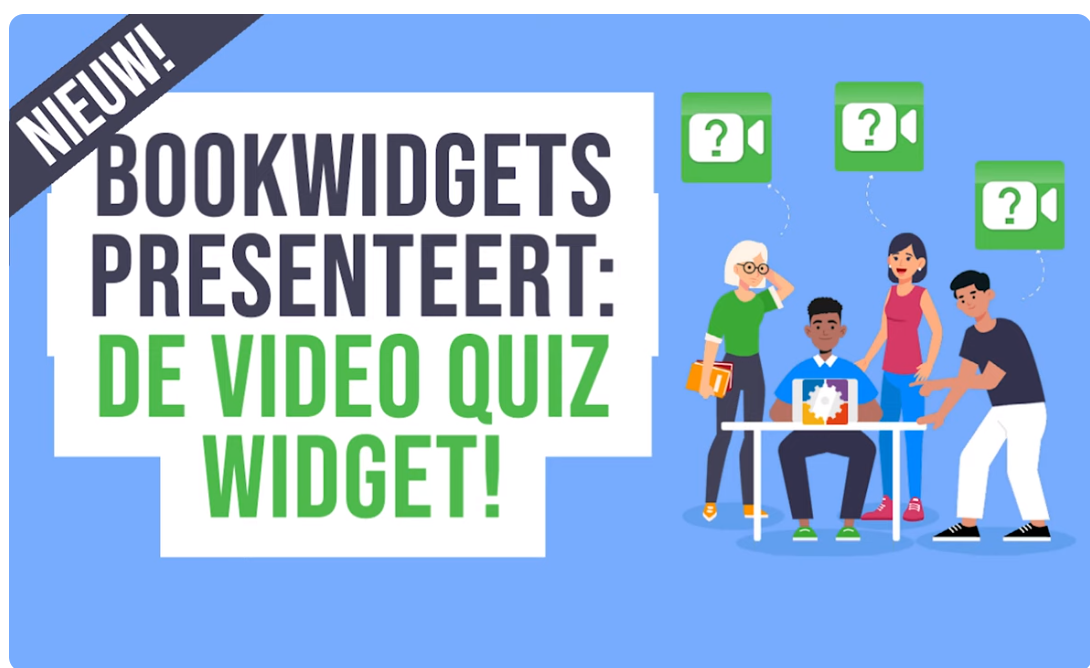 NIEUW!
BOOKWIDGETS
PRESENTEERT:
DE VIDEO QUIZ
WIDGET!
?
?
?